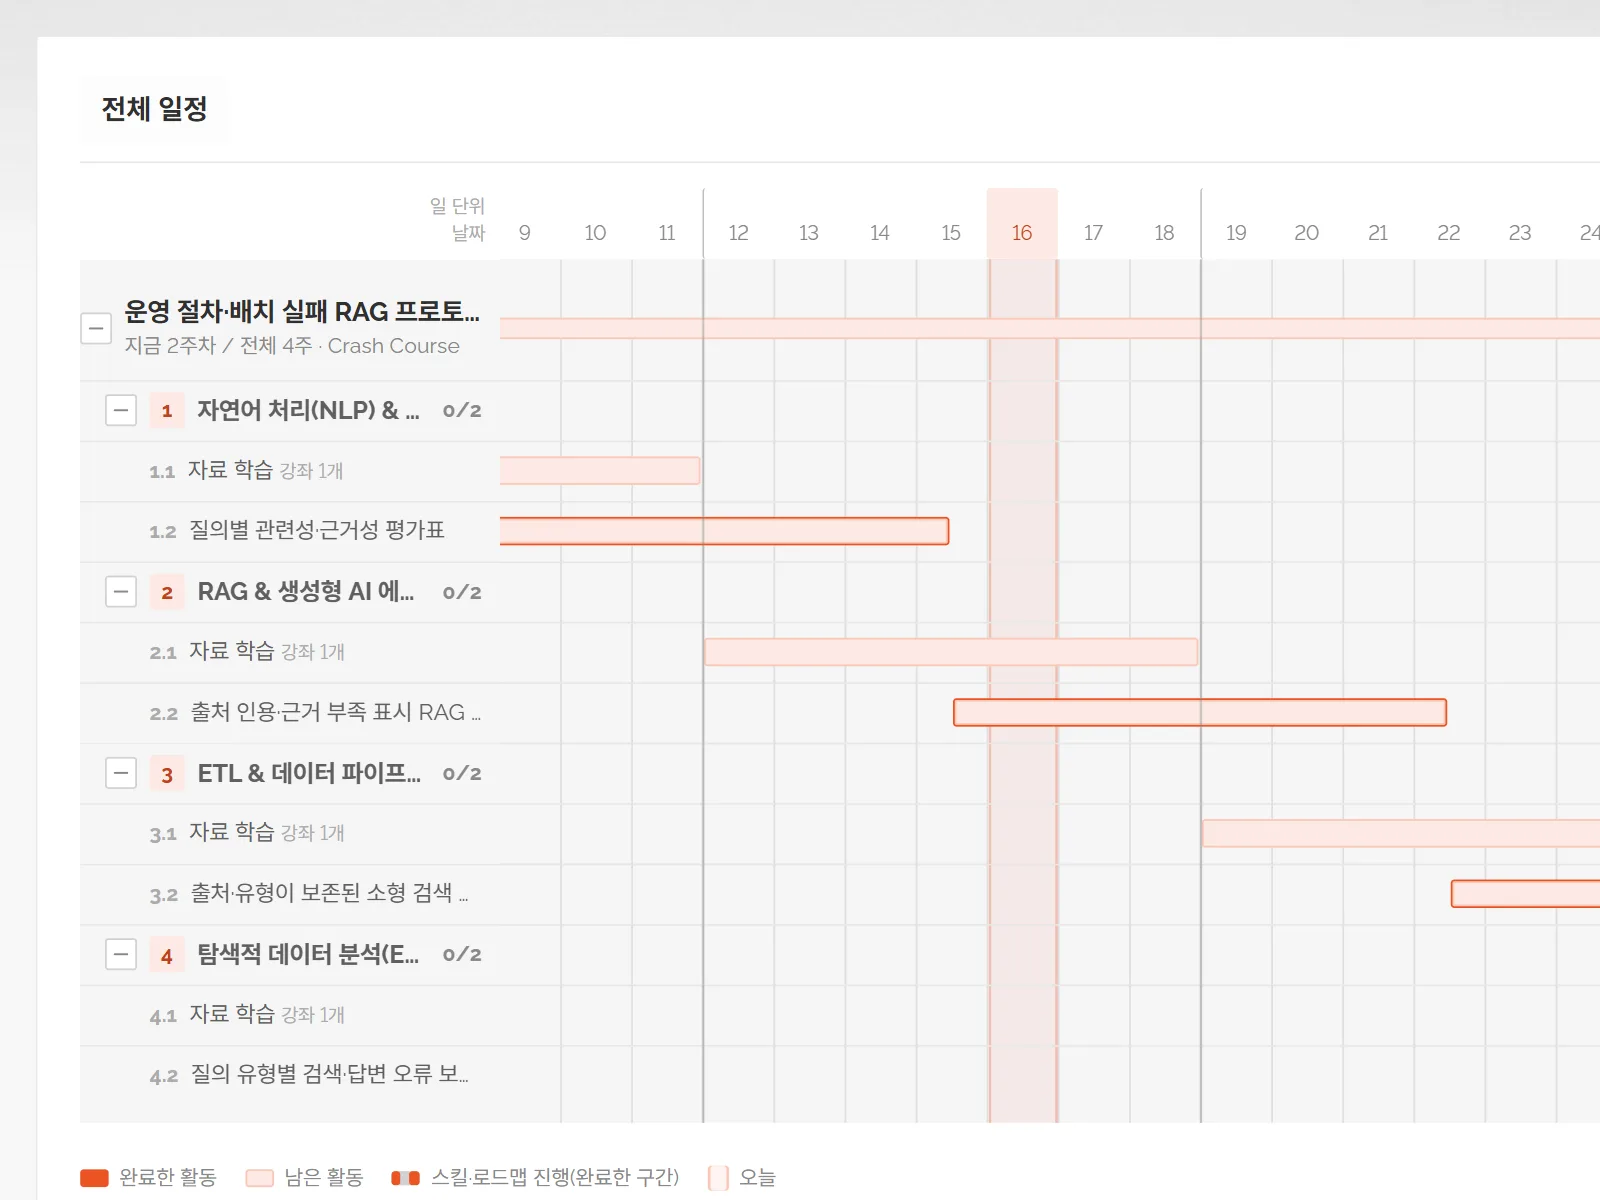 전체 일정
일 단위
날짜 9 10 11 12 13 14 15 16 17 18 19 20 21 22 23 24
운영 절차·배치 실패 RAG 프로토...
지금 2주차 / 전체 4주 · Crash Course
1 자연어 처리(NLP) & ... 0/2
1.1 자료 학습 강좌 1개
1.2 질의별 관련성·근거성 평가표
2 RAG & 생성형 AI 에... 0/2
2.1 자료 학습 강좌 1개
2.2 출처 인용·근거 부족 표시 RAG ...
3 ETL & 데이터 파이프... 0/2
3.1 자료 학습 강좌 1개
3.2 출처·유형이 보존된 소형 검색 ...
4 탐색적 데이터 분석(E... 0/2
4.1 자료 학습 강좌 1개
4.2 질의 유형별 검색·답변 오류 보...
완료한 활동 남은 활동 스킬·로드맵 진행(완료한 구간) 오늘